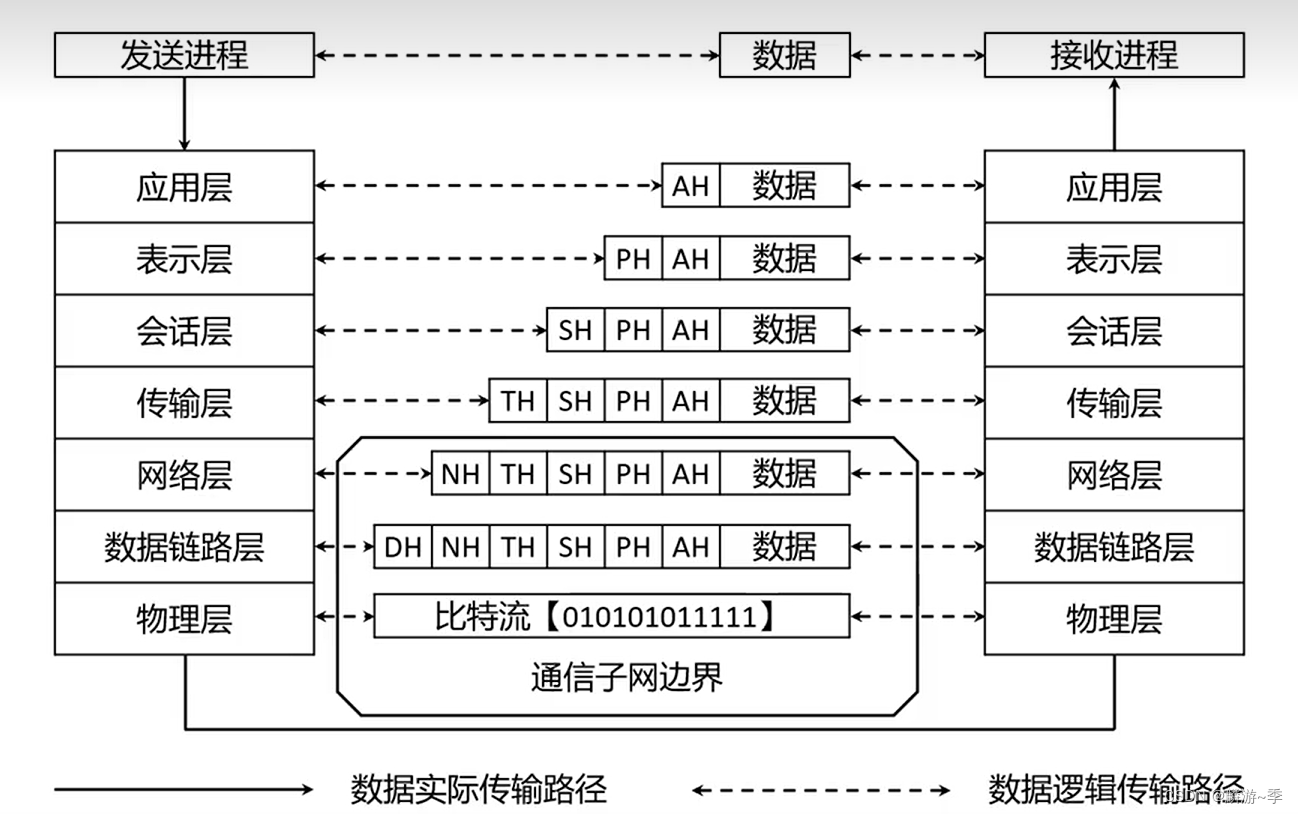 发送进程 数据 接收进程
应用层 AH 数据 应用层
表示层 PH AH 数据 表示层
会话层 SH PH AH 数据 会话层
传输层 TH SH PH AH 数据 传输层
网络层 NH TH SH PH AH 数据 网络层
数据链路层 DH NH TH SH PH AH 数据 数据链路层
物理层 比特流【010101011111】 物理层
通信子网边界
数据实际传输路径 数据逻辑传输路径
CSDN @解游~季